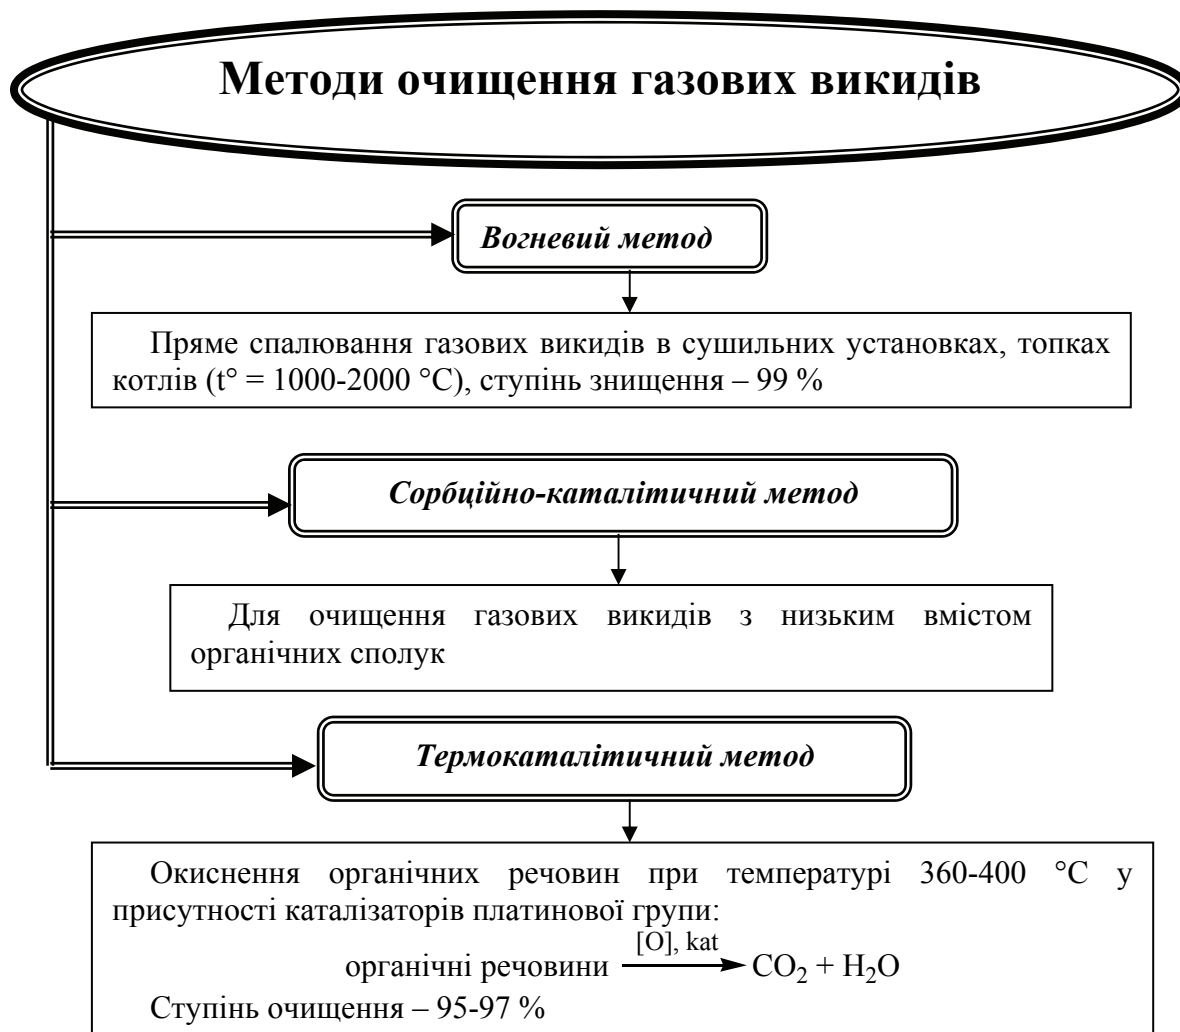 Методи очищення газових викидів
Вогневий метод
Пряме спалювання газових викидів в сушильних установках, топках
котлів (t° = 1000-2000 °С), ступінь знищення – 99 %
Сорбційно-каталітичний метод
Для очищення газових викидів з низьким вмістом
органічних сполук
Термокаталітичний метод
Окиснення органічних речовин при температурі 360-400 °С у
присутності каталізаторів платинової групи:
органічні речовини [O], kat CO₂ + H₂O
Ступінь очищення – 95-97 %